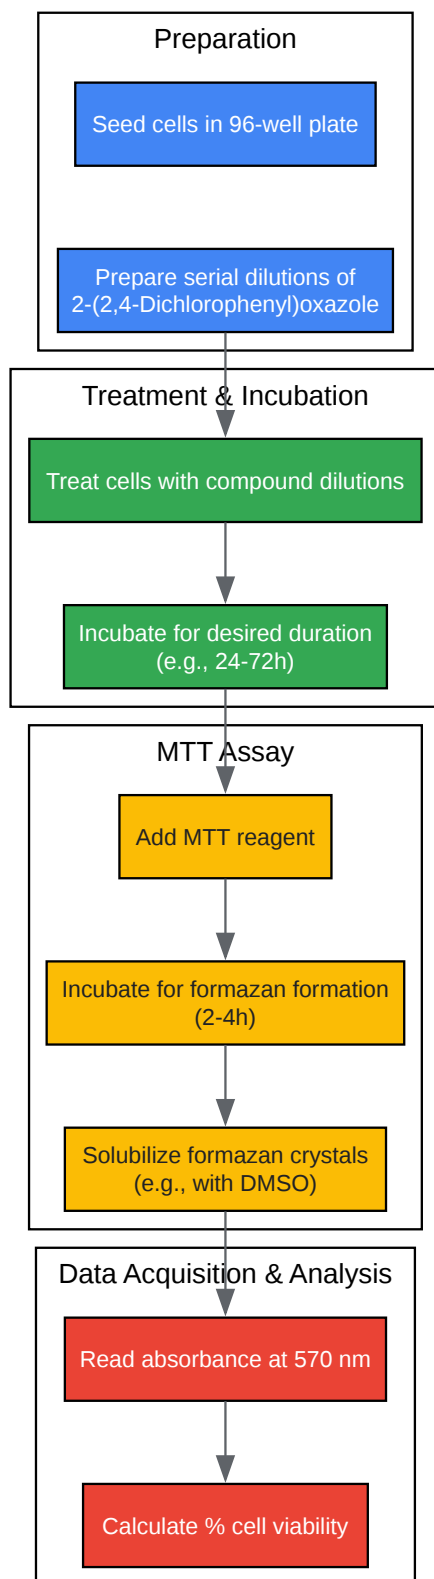 Preparation
Seed cells in 96-well plate
Prepare serial dilutions of
2-(2,4-Dichlorophenyl)oxazole
Treatment & Incubation
Treat cells with compound dilutions
Incubate for desired duration
(e.g., 24-72h)
MTT Assay
Add MTT reagent
Incubate for formazan formation
(2-4h)
Solubilize formazan crystals
(e.g., with DMSO)
Data Acquisition & Analysis
Read absorbance at 570 nm
Calculate % cell viability